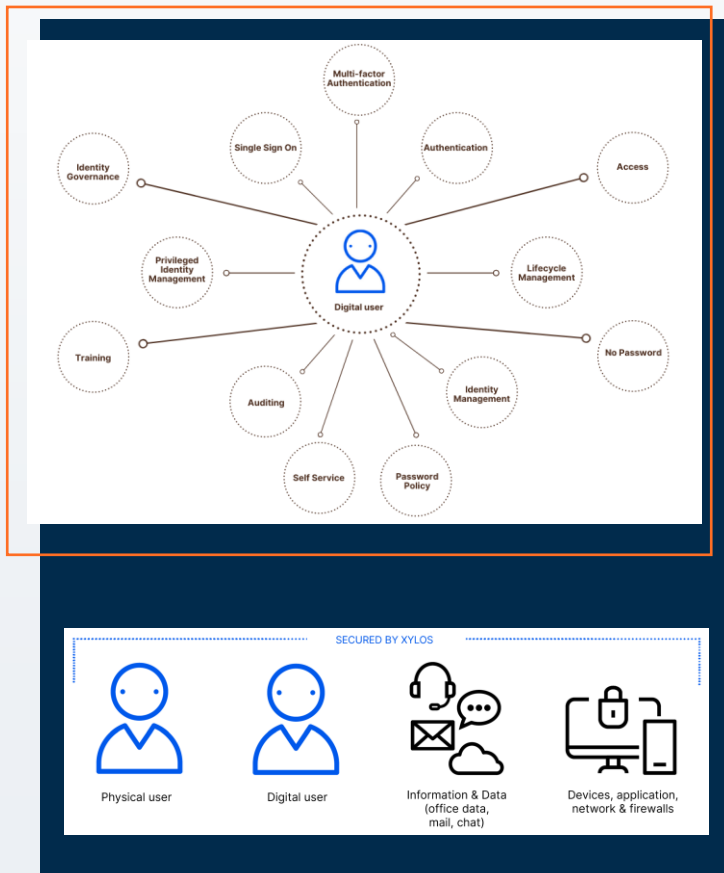 Multi-factor
Authentication
Single Sign On
Authentication
Identity
Governance
Access
Privileged
Identity
Management
Lifecycle
Management
Digital user
Training
No Password
Auditing
Identity
Management
Self Service
Password
Policy
SECURED BY XYLOS
Physical user
Digital user
Information & Data
(office data,
mail, chat)
Devices, application,
network & firewalls